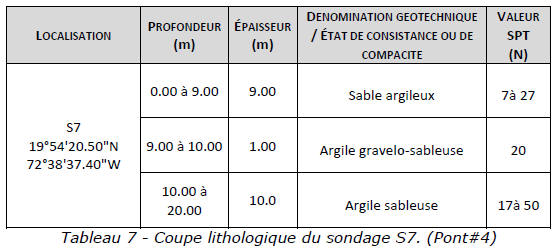 LOCALISATION
PROFONDEUR
(m)
ÉPAISSEUR
(m)
DENOMINATION GEOTECHNIQUE
/ ÉTAT DE CONSISTANCE OU DE
COMPACITE
VALEUR
SPT
(N)
S7
19°54'20.50"N
72°38'37.40"W
0.00 à 9.00
9.00
Sable argileux
7à 27
9.00 à 10.00
1.00
Argile gravelo-sableuse
20
10.00 à
20.00
10.0
Argile sableuse
17à 50
Tableau 7 - Coupe lithologique du sondage S7. (Pont#4)